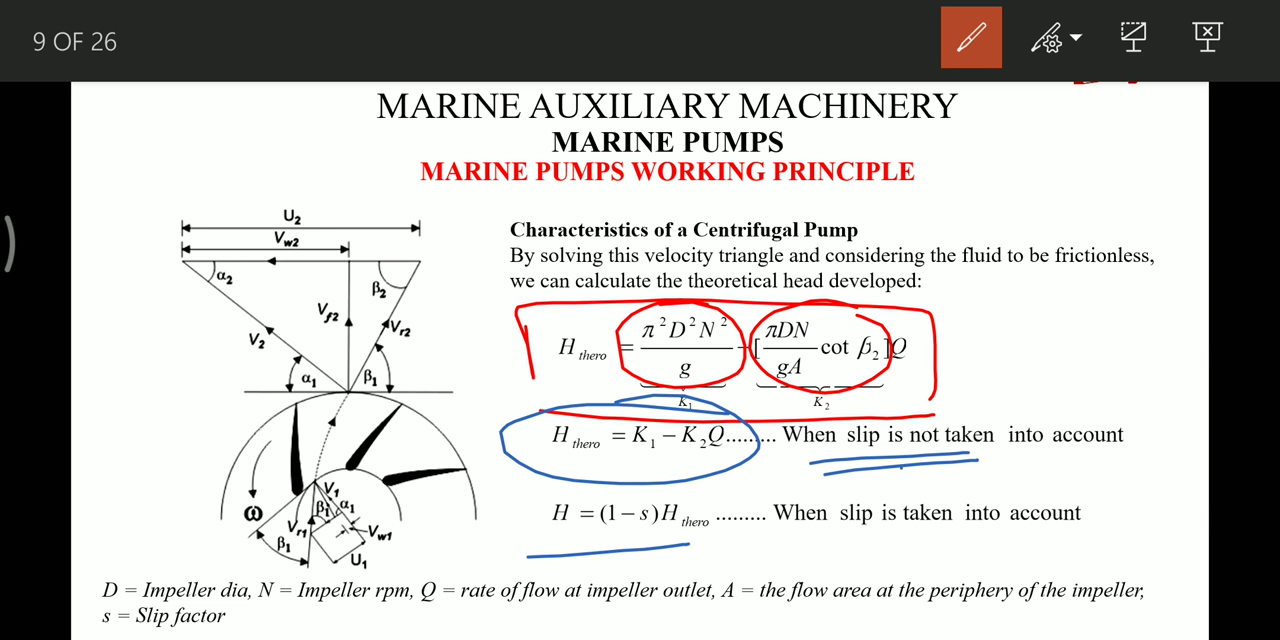 9 OF 26
MARINE AUXILIARY MACHINERY
MARINE PUMPS
MARINE PUMPS WORKING PRINCIPLE
U2
Vw2
α2
β2
Vf2
Vr2
V2
α1
β1
ω
V1
β1 α1
Vr1
Vw1
β1
U1
Characteristics of a Centrifugal Pump
By solving this velocity triangle and considering the fluid to be frictionless,
we can calculate the theoretical head developed:
H thero = π²D²N² / g - [πDN / gA cot β₂]Q
K₁ K₂
H thero = K₁ − K₂Q......... When slip is not taken into account
H = (1 − s)H thero ......... When slip is taken into account
D = Impeller dia, N = Impeller rpm, Q = rate of flow at impeller outlet, A = the flow area at the periphery of the impeller,
s = Slip factor